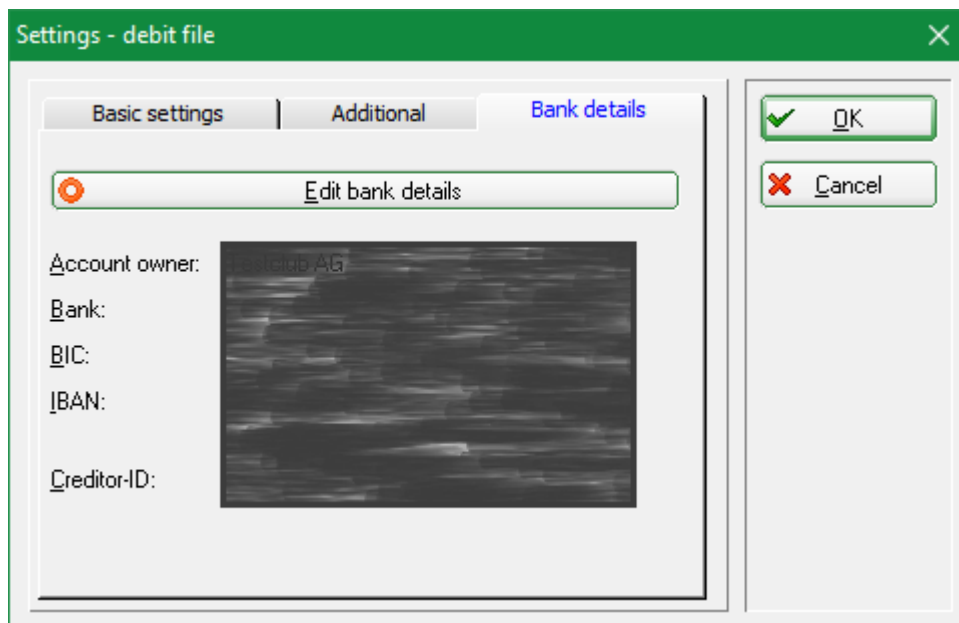 Settings - debit file
Basic settings
Additional
Bank details
OK
Cancel
Edit bank details
Account owner:
Bank:
BIC:
IBAN:
Creditor-ID: